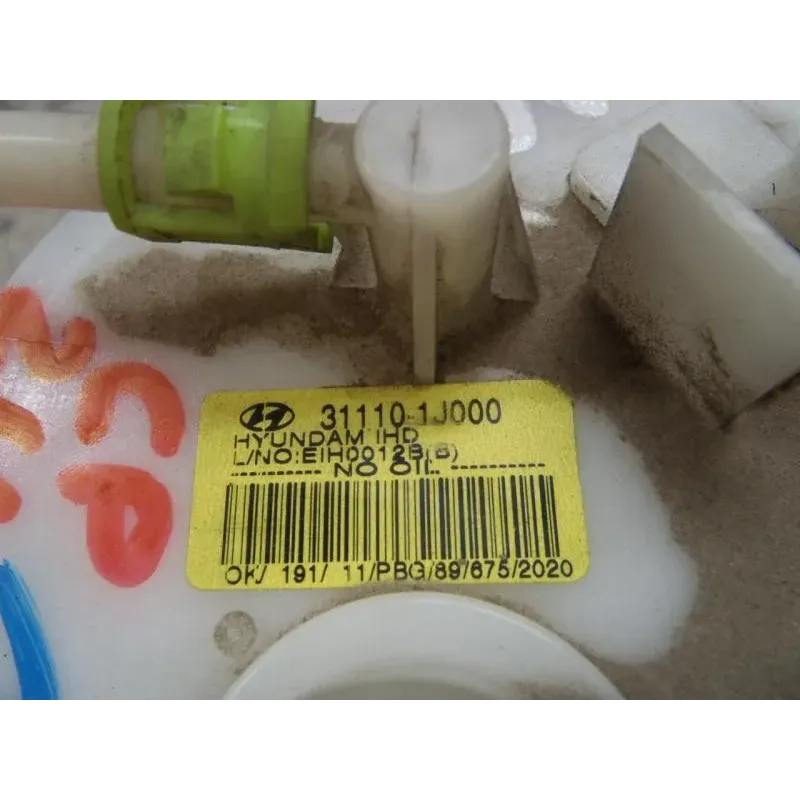 31110-1J000
HYUNDAM IHD
L/NO:EIH0012B(B)
NO OIL
OK/ 191/ 11/PBG/89/675/2020